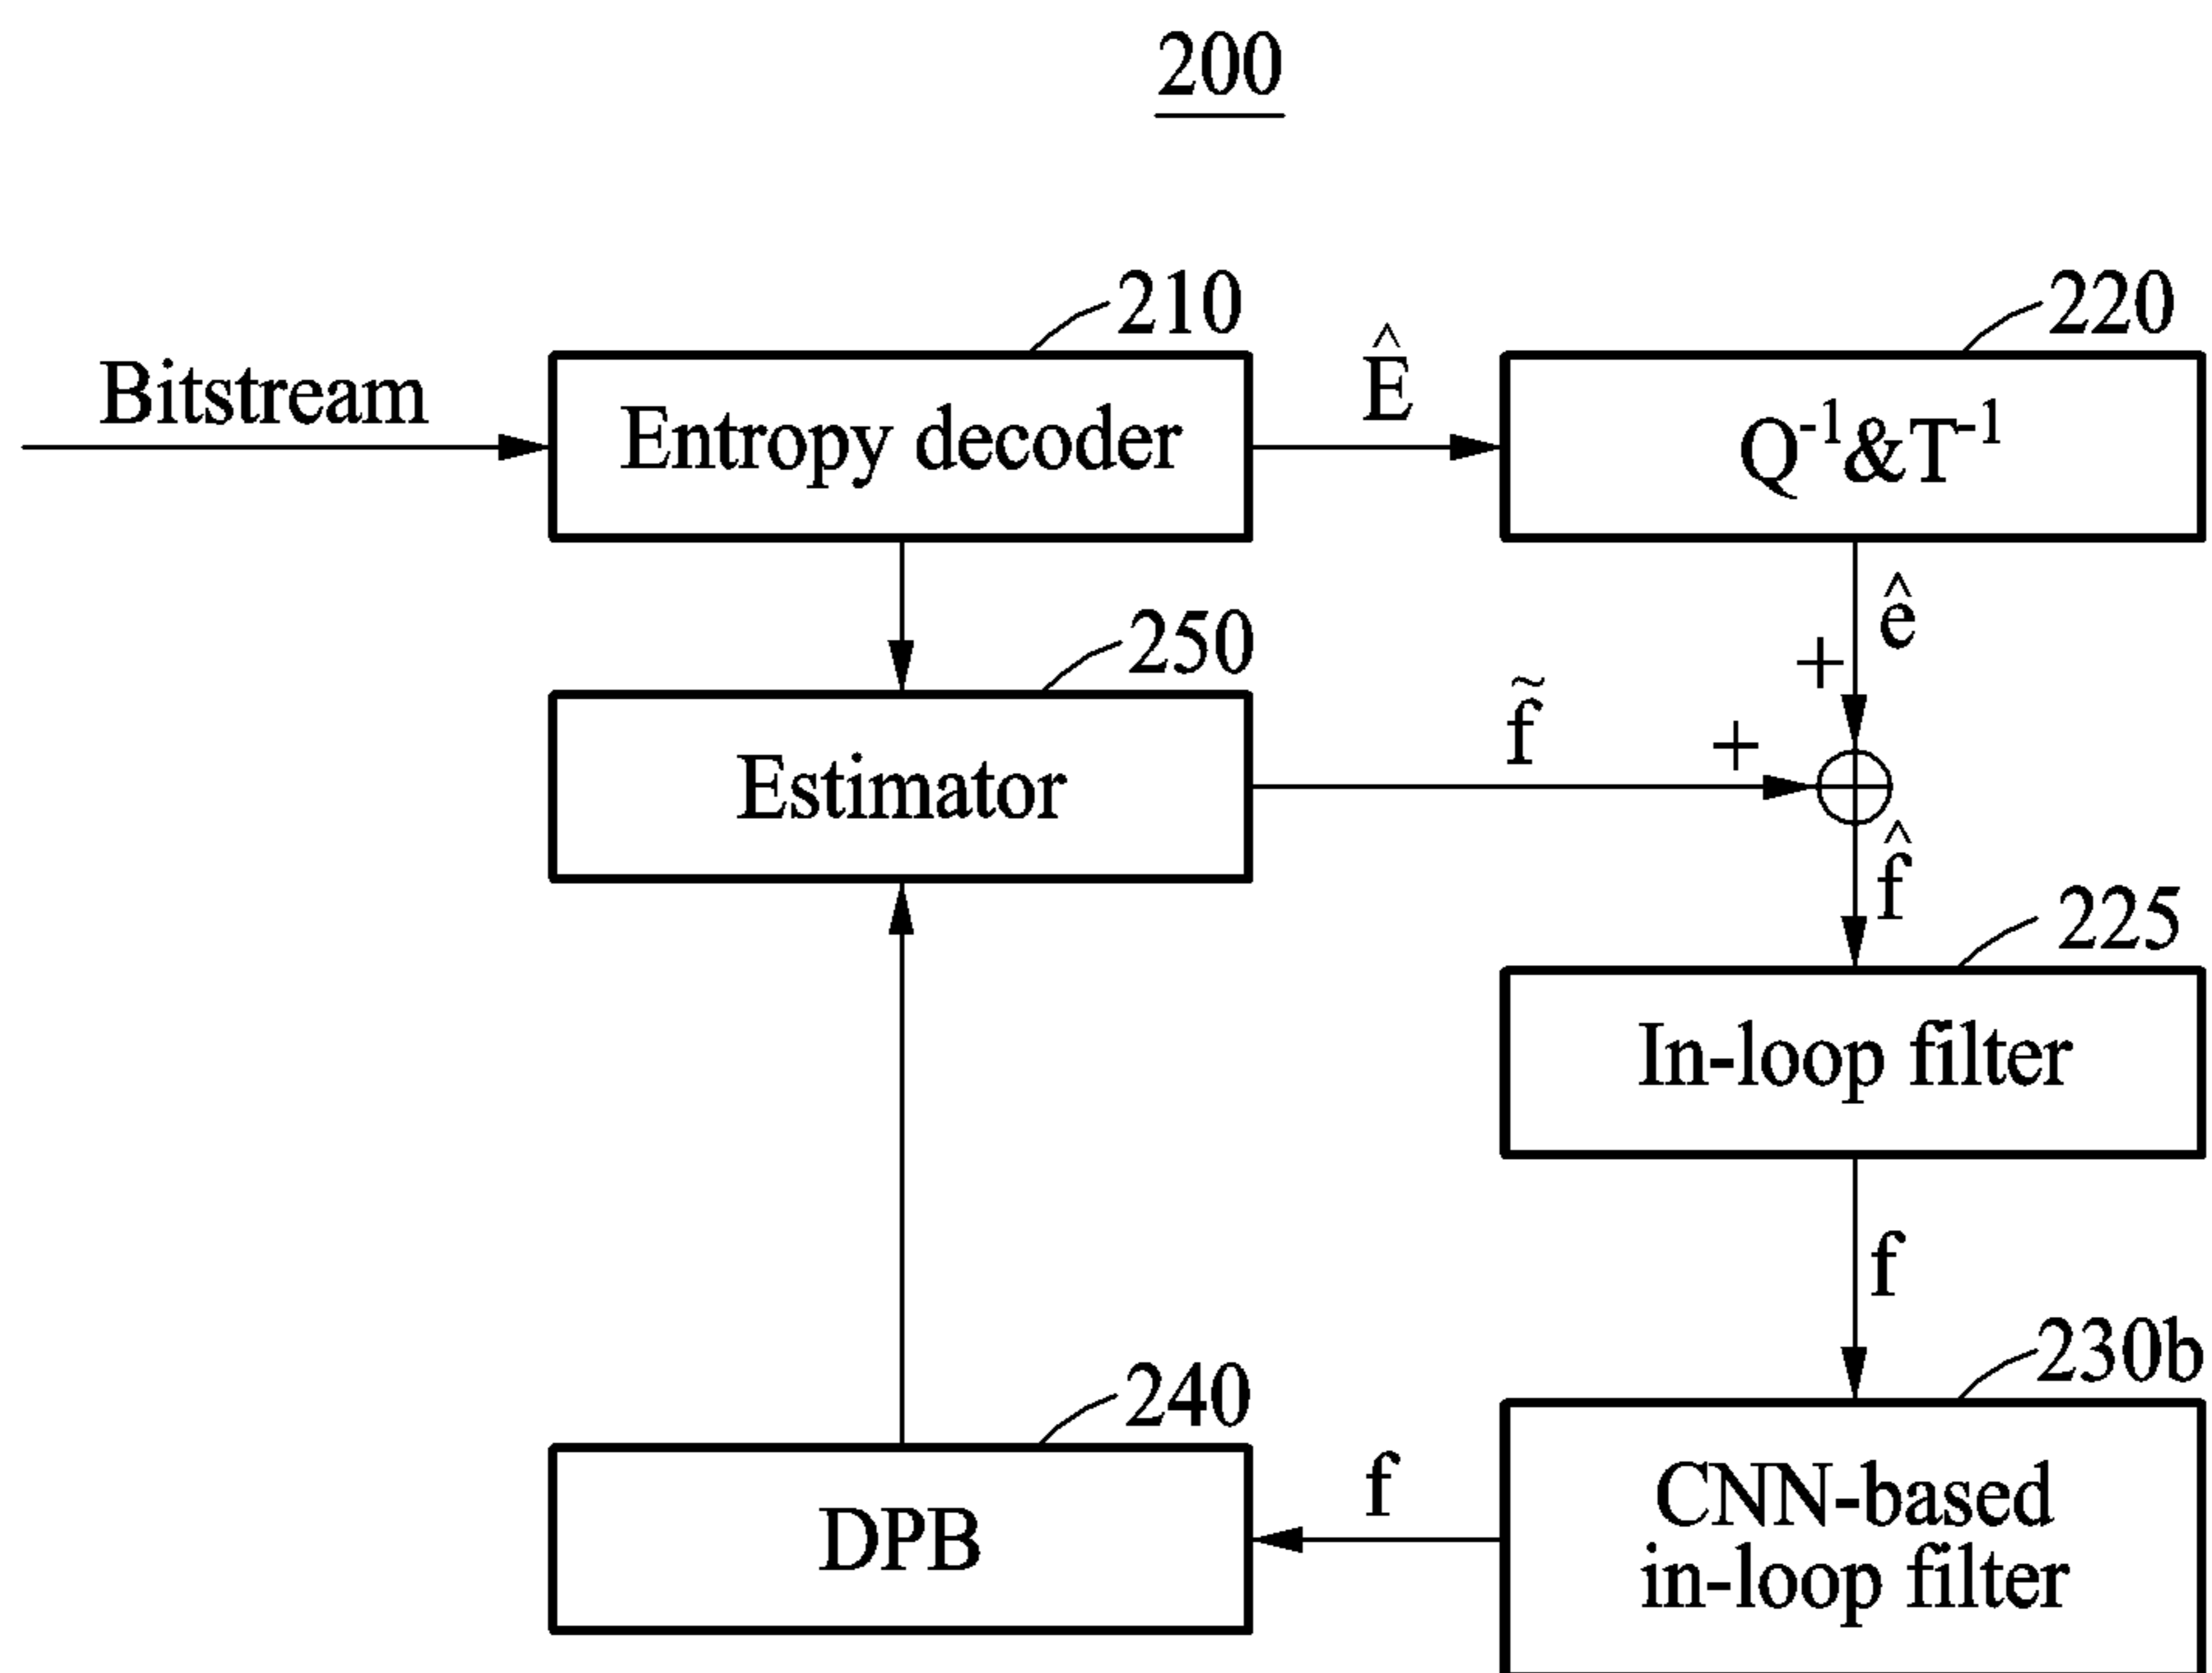 200
210
220
Bitstream
Entropy decoder
Ê
Q⁻¹&T⁻¹
ê
+
250
f̃
+
Estimator
f̂
225
In-loop filter
f
230b
240
f
CNN-based
in-loop filter
DPB